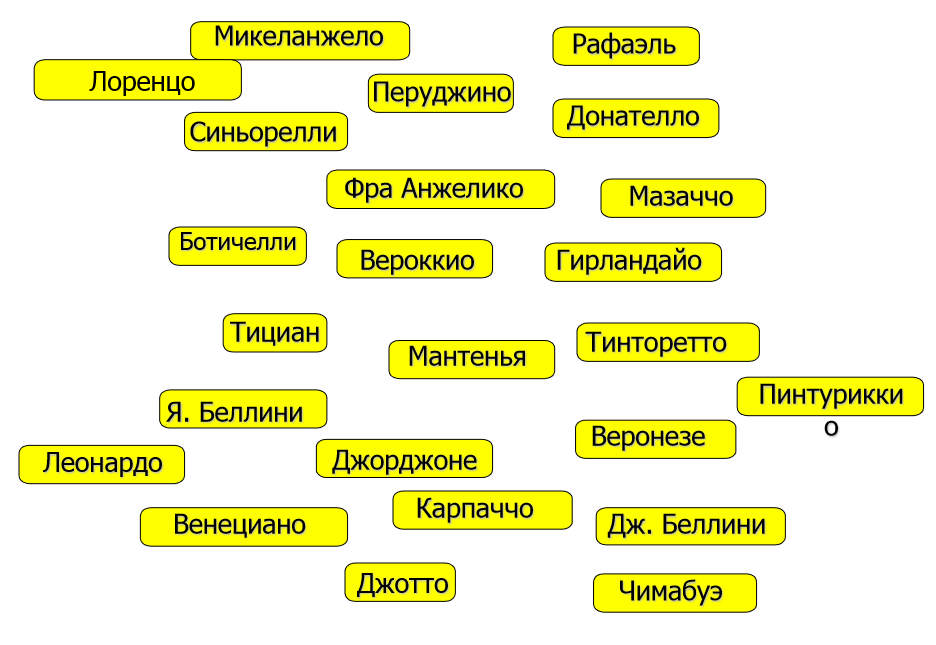 Микеланжело
Рафаэль
Лоренцо
Перуджино
Донателло
Синьорелли
Фра Анжелико
Мазаччо
Ботичелли
Вероккио
Гирландайо
Тициан
Мантенья
Тинторетто
Пинтурикки
о
Я. Беллини
Веронезе
Леонардо
Джорджоне
Карпаччо
Венециано
Дж. Беллини
Джотто
Чимабуэ